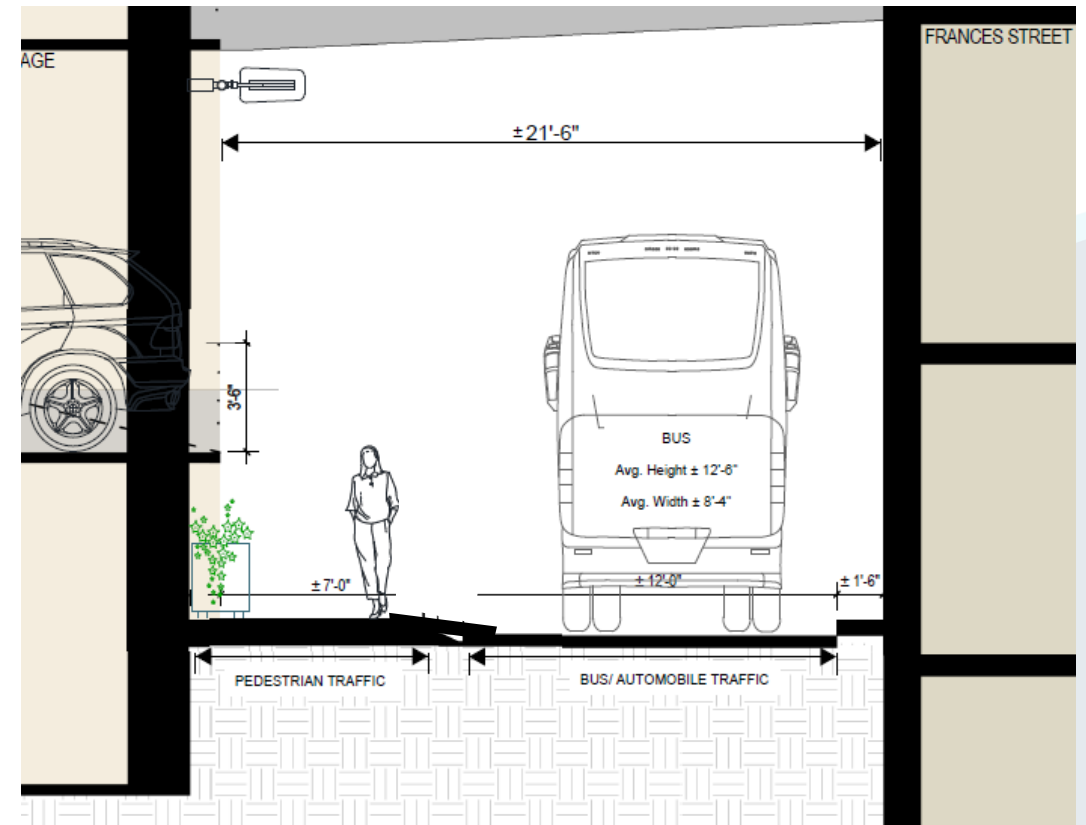 FRANCES STREET
AGE
±21'-6"
3'-6"
BUS
Avg. Height ± 12'-6"
Avg. Width ± 8'-4"
±7'-0"
±12'-0"
± 1'-6"
PEDESTRIAN TRAFFIC
BUS/ AUTOMOBILE TRAFFIC